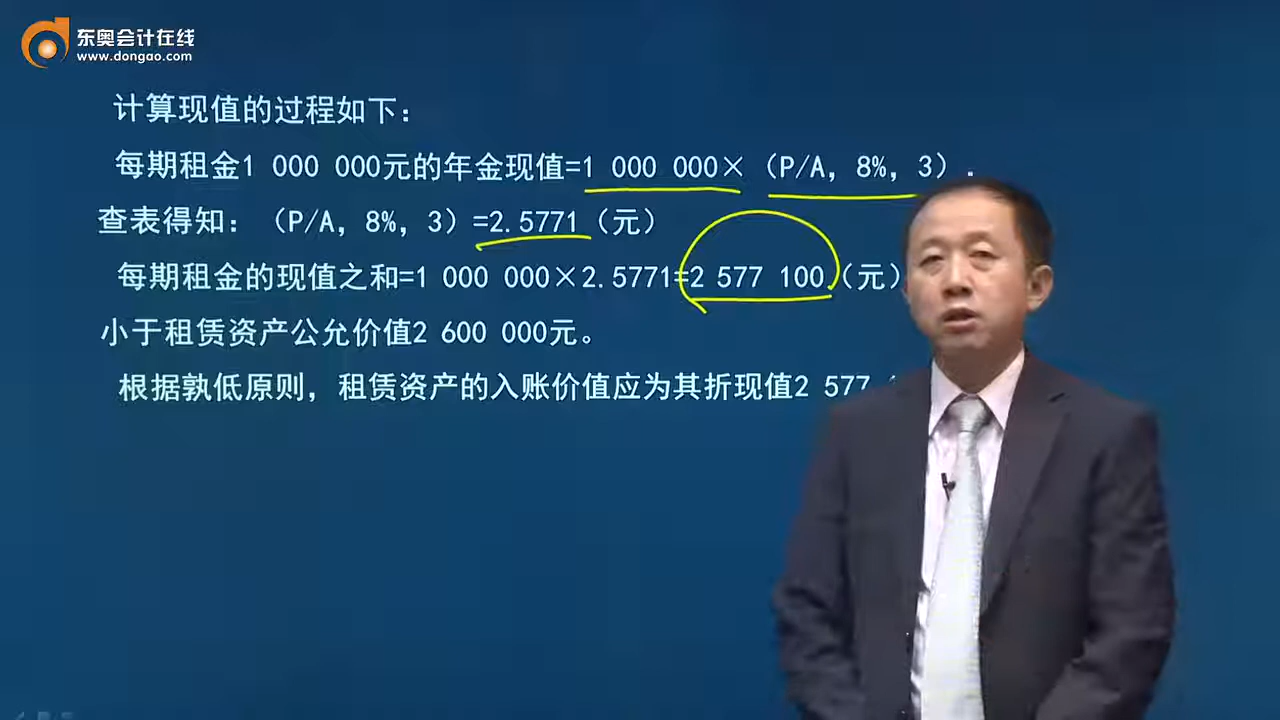 东奥会计在线
www.dongao.com
计算现值的过程如下：
每期租金1 000 000元的年金现值=1 000 000×（P/A，8%，3）.
查表得知：（P/A，8%，3）=2.5771（元）
每期租金的现值之和=1 000 000×2.5771=2 577 100（元）
小于租赁资产公允价值2 600 000元。
根据孰低原则，租赁资产的入账价值应为其折现值2 577